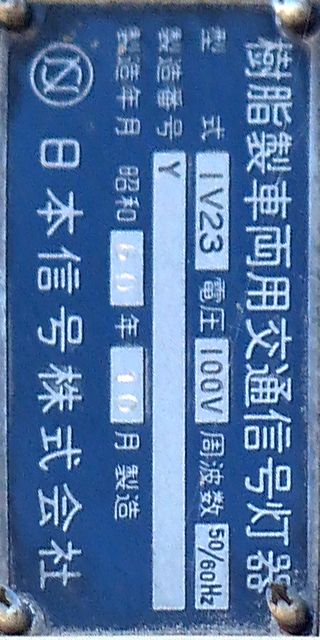 樹脂製車両用交通信号灯器
型式 1V23 電圧 100V 周波数 50/60Hz
製造番号 Y
製造年月 昭和 60 年 10 月製造
日本信号株式会社